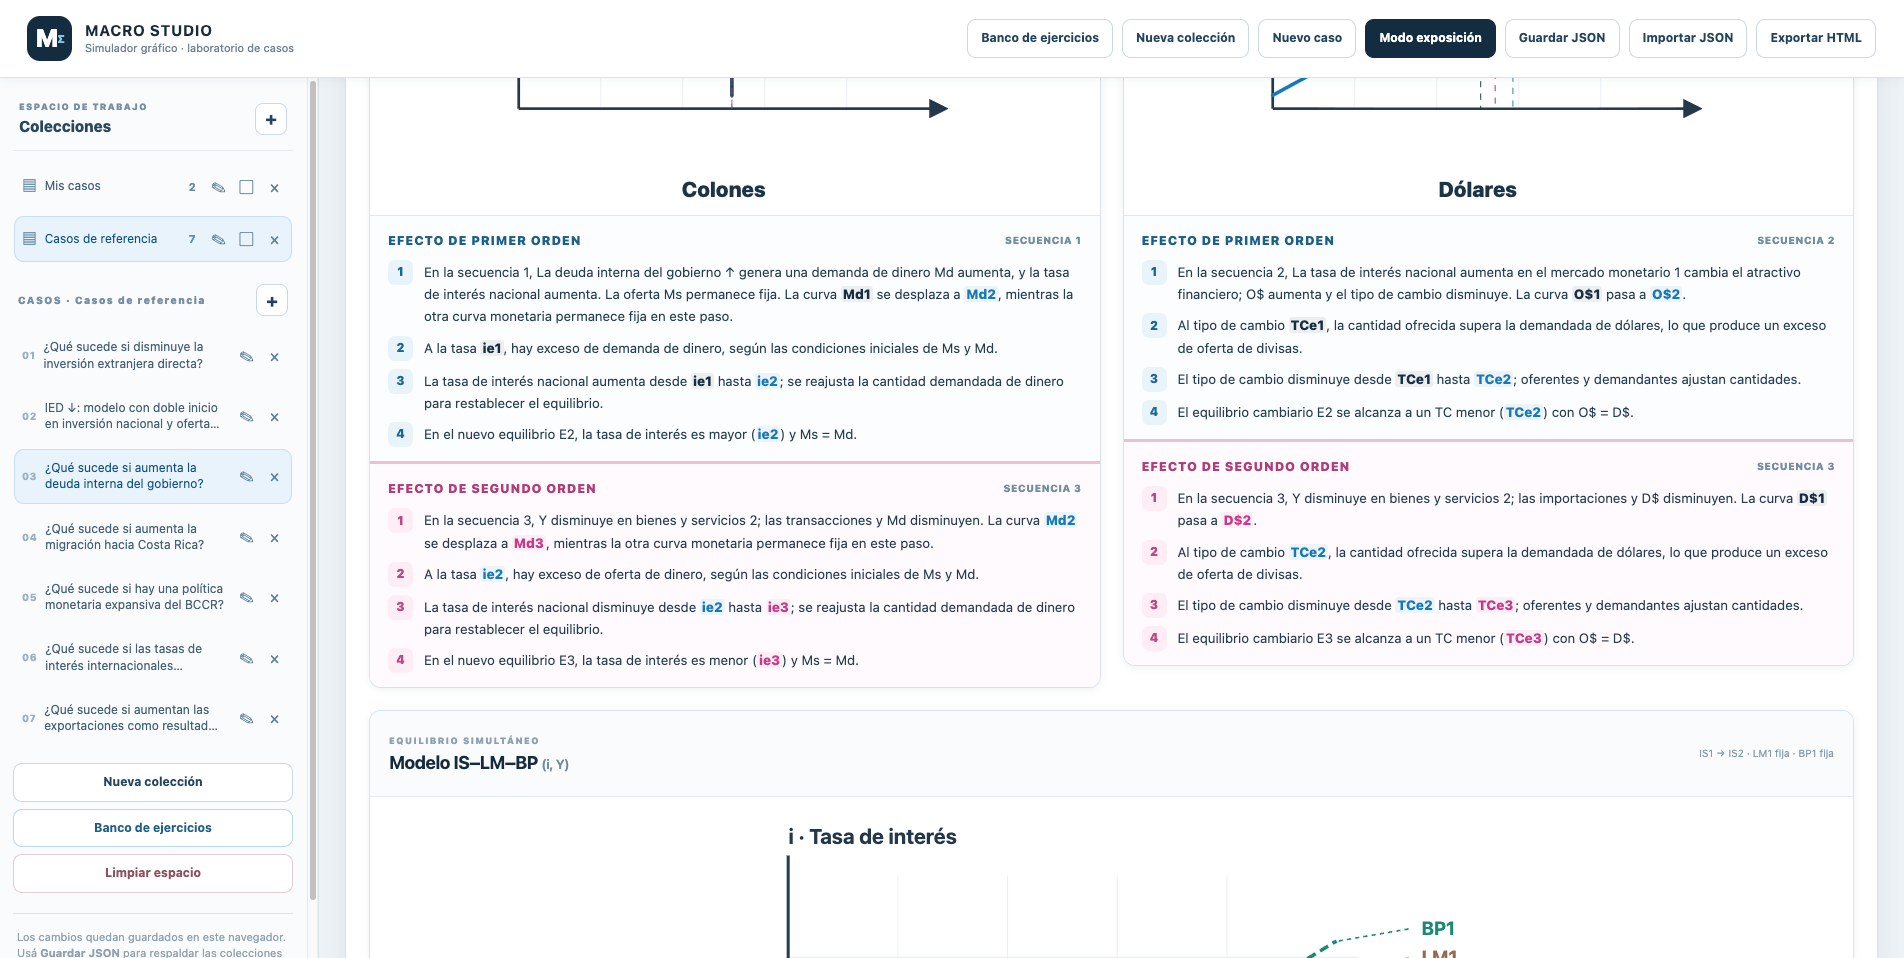 MΣ
MACRO STUDIO
Simulador gráfico · laboratorio de casos
Banco de ejercicios
Nueva colección
Nuevo caso
Modo exposición
Guardar JSON
Importar JSON
Exportar HTML
ESPACIO DE TRABAJO
Colecciones
+
Mis casos 2 ✎ ×
Casos de referencia 7 ✎ ×
CASOS · Casos de referencia
+
01 ¿Qué sucede si disminuye la
inversión extranjera directa? ✎ ×
02 IED ↓: modelo con doble inicio
en inversión nacional y oferta... ✎ ×
03 ¿Qué sucede si aumenta la
deuda interna del gobierno? ✎ ×
04 ¿Qué sucede si aumenta la
migración hacia Costa Rica? ✎ ×
05 ¿Qué sucede si hay una política
monetaria expansiva del BCCR? ✎ ×
06 ¿Qué sucede si las tasas de
interés internacionales... ✎ ×
07 ¿Qué sucede si aumentan las
exportaciones como resultad... ✎ ×
Nueva colección
Banco de ejercicios
Limpiar espacio
Los cambios quedan guardados en este navegador.
Usá Guardar JSON para respaldar las colecciones
Colones
EFECTO DE PRIMER ORDEN
SECUENCIA 1
1 En la secuencia 1, La deuda interna del gobierno ↑ genera una demanda de dinero Md aumenta, y la tasa
de interés nacional aumenta. La oferta Ms permanece fija. La curva Md1 se desplaza a Md2, mientras la
otra curva monetaria permanece fija en este paso.
2 A la tasa ie1, hay exceso de demanda de dinero, según las condiciones iniciales de Ms y Md.
3 La tasa de interés nacional aumenta desde ie1 hasta ie2; se reajusta la cantidad demandada de dinero
para restablecer el equilibrio.
4 En el nuevo equilibrio E2, la tasa de interés es mayor (ie2) y Ms = Md.
EFECTO DE SEGUNDO ORDEN
SECUENCIA 3
1 En la secuencia 3, Y disminuye en bienes y servicios 2; las transacciones y Md disminuyen. La curva Md2
se desplaza a Md3, mientras la otra curva monetaria permanece fija en este paso.
2 A la tasa ie2, hay exceso de oferta de dinero, según las condiciones iniciales de Ms y Md.
3 La tasa de interés nacional disminuye desde ie2 hasta ie3; se reajusta la cantidad demandada de dinero
para restablecer el equilibrio.
4 En el nuevo equilibrio E3, la tasa de interés es menor (ie3) y Ms = Md.
Dólares
EFECTO DE PRIMER ORDEN
SECUENCIA 2
1 En la secuencia 2, La tasa de interés nacional aumenta en el mercado monetario 1 cambia el atractivo
financiero; O$ aumenta y el tipo de cambio disminuye. La curva O$1 pasa a O$2.
2 Al tipo de cambio TCe1, la cantidad ofrecida supera la demandada de dólares, lo que produce un exceso
de oferta de divisas.
3 El tipo de cambio disminuye desde TCe1 hasta TCe2; oferentes y demandantes ajustan cantidades.
4 El equilibrio cambiario E2 se alcanza a un TC menor (TCe2) con O$ = D$.
EFECTO DE SEGUNDO ORDEN
SECUENCIA 3
1 En la secuencia 3, Y disminuye en bienes y servicios 2; las importaciones y D$ disminuyen. La curva D$1
pasa a D$2.
2 Al tipo de cambio TCe2, la cantidad ofrecida supera la demandada de dólares, lo que produce un exceso
de oferta de divisas.
3 El tipo de cambio disminuye desde TCe2 hasta TCe3; oferentes y demandantes ajustan cantidades.
4 El equilibrio cambiario E3 se alcanza a un TC menor (TCe3) con O$ = D$.
EQUILIBRIO SIMULTÁNEO
Modelo IS–LM–BP (i, Y)
IS1 → IS2 · LM1 fija · BP1 fija
i · Tasa de interés
BP1
LM1